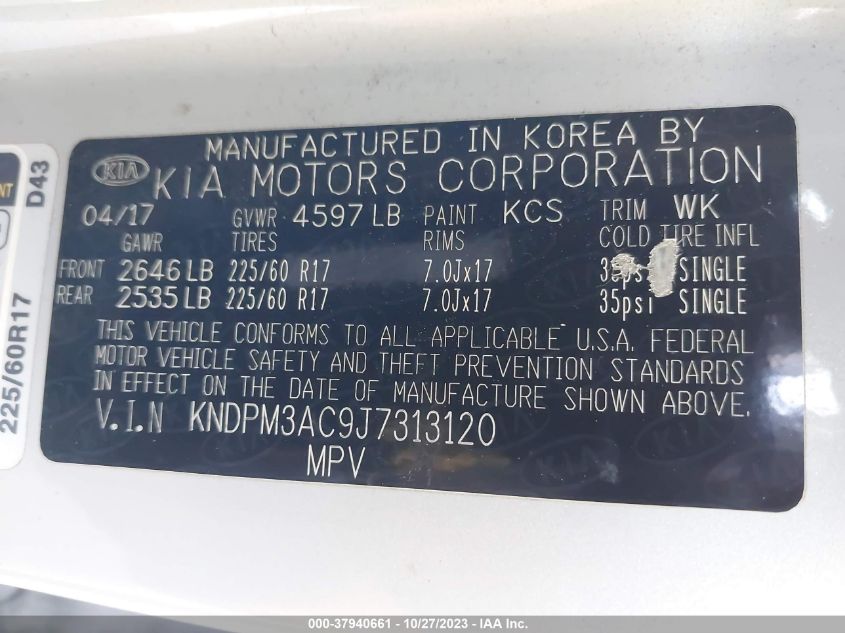 MANUFACTURED IN KOREA BY
KIA KIA MOTORS CORPORATION
04/17 GVWR 4597 LB PAINT KCS TRIM WK
GAWR TIRES RIMS COLD TIRE INFL
FRONT 2646 LB 225/60 R17 7.0Jx17 SINGLE
REAR 2535 LB 225/60 R17 7.0Jx17 35psi SINGLE
THIS VEHICLE CONFORMS TO ALL APPLICABLE U.S.A. FEDERAL
MOTOR VEHICLE SAFETY AND THEFT PREVENTION STANDARDS
IN EFFECT ON THE DATE OF MANUFACTURE SHOWN ABOVE.
V.I.N KNDPM3AC9J7313120
MPV
D43
225/60R17
000-37940661 - 10/27/2023 - IAA Inc.